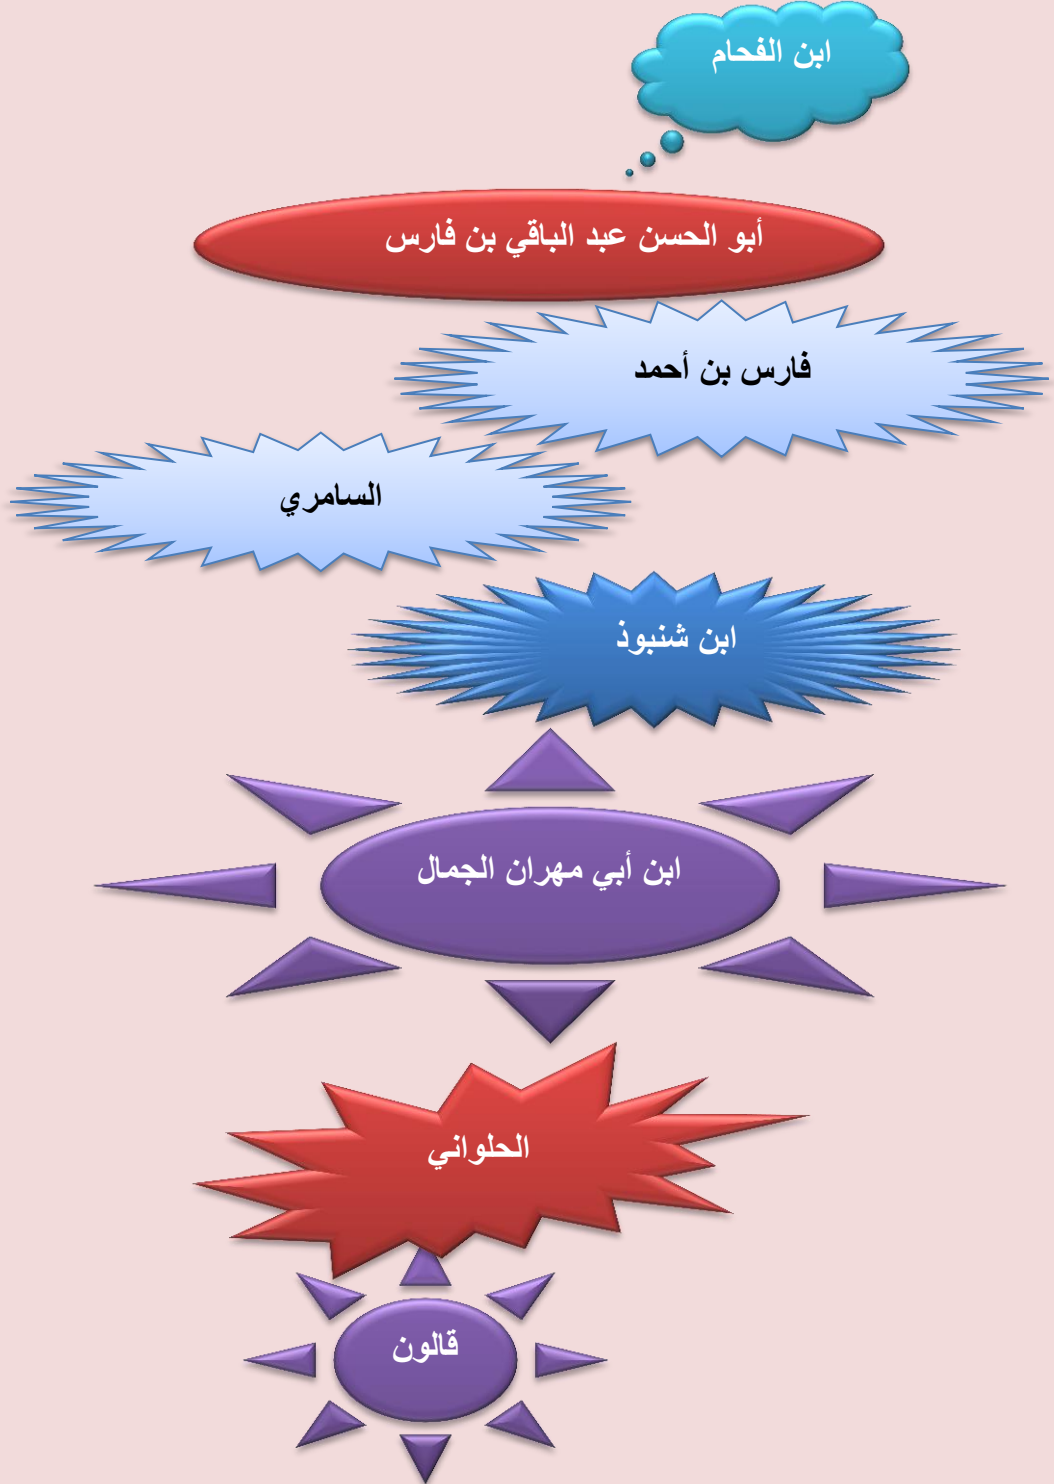 ابن الفحام
أبو الحسن عبد الباقي بن فارس
فارس بن أحمد
السامري
ابن شنبوذ
ابن أبي مهران الجمال
الحلواني
قالون